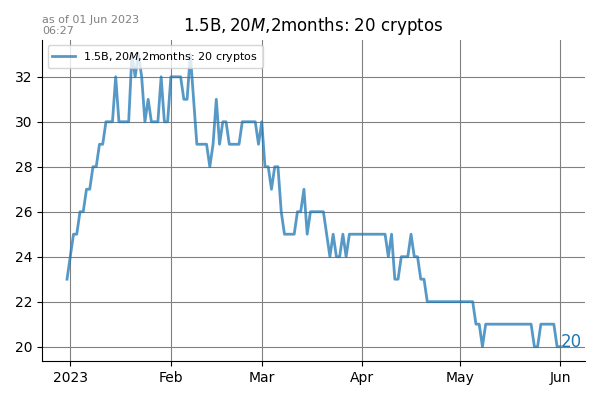 as of 01 Jun 2023
06:27
1.5B, 20M,2months: 20 cryptos
1.5B, 20M,2months: 20 cryptos
32
30
28
26
24
22
20
20
2023
Feb
Mar
Apr
May
Jun